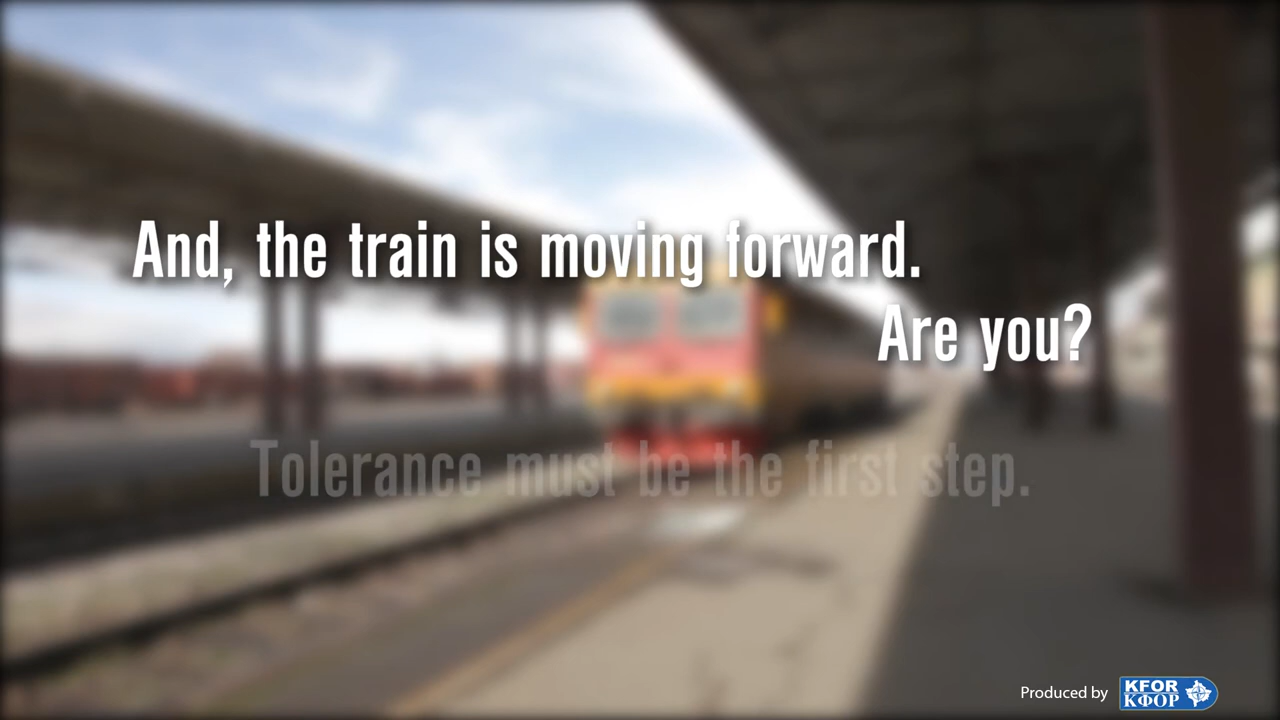 And, the train is moving forward.
Are you?
Tolerance must be the first step.
Produced by
KFOR
КФОР